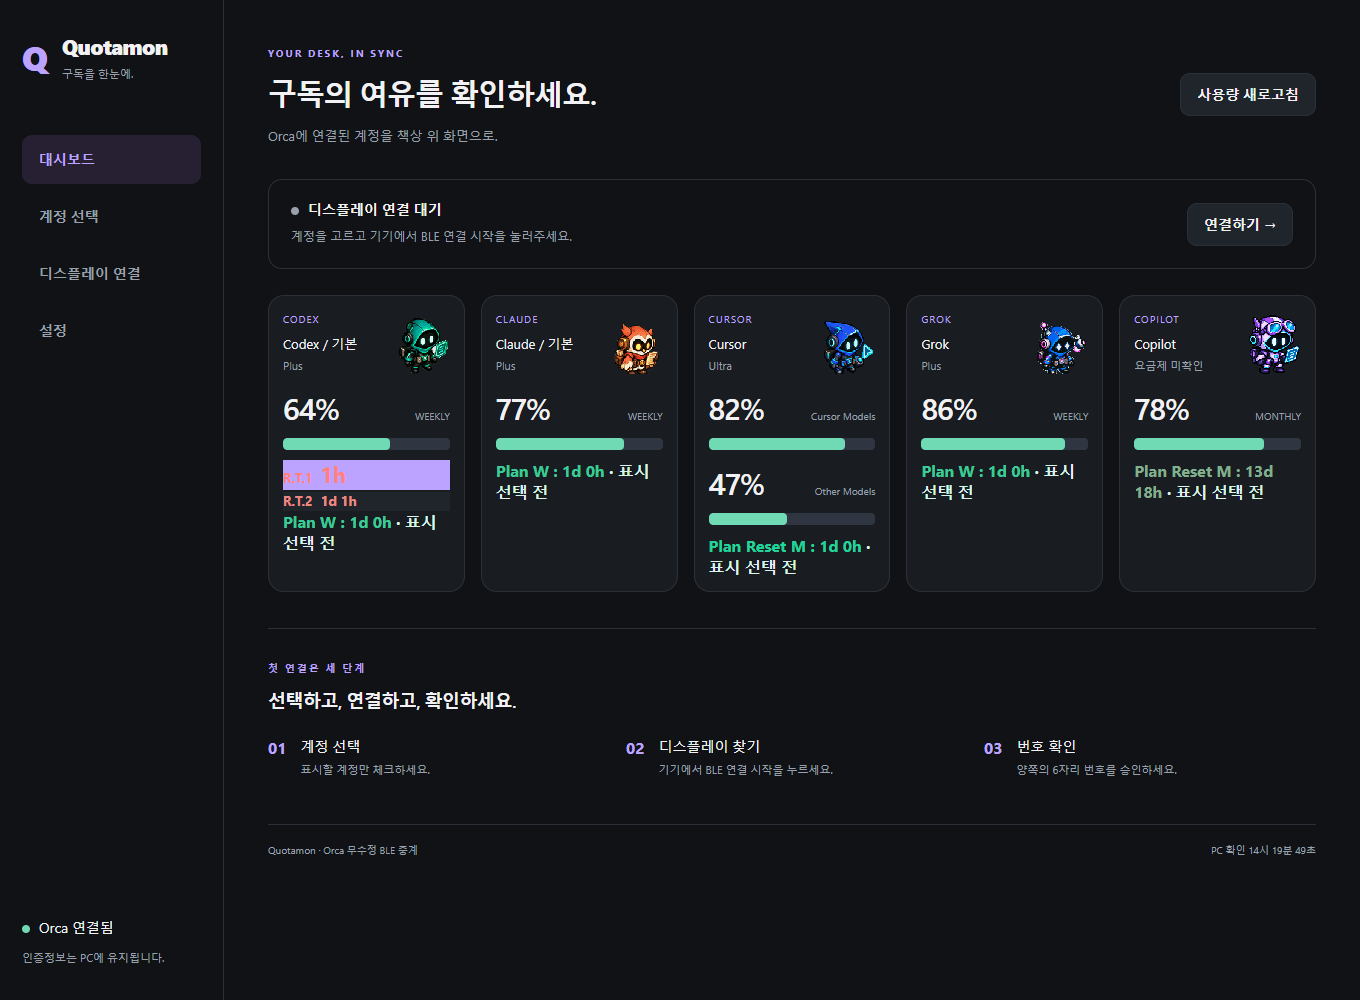 Q
Quotamon
구독을 한눈에.
대시보드
계정 선택
디스플레이 연결
설정
Orca 연결됨
인증정보는 PC에 유지됩니다.
YOUR DESK, IN SYNC
구독의 여유를 확인하세요.
Orca에 연결된 계정을 책상 위 화면으로.
사용량 새로고침
디스플레이 연결 대기
계정을 고르고 기기에서 BLE 연결 시작을 눌러주세요.
연결하기 →
CODEX
Codex / 기본
Plus
64% WEEKLY
R.T.1 1h
R.T.2 1d 1h
Plan W : 1d 0h · 표시
선택 전
CLAUDE
Claude / 기본
Plus
77% WEEKLY
Plan W : 1d 0h · 표시
선택 전
CURSOR
Cursor
Ultra
82% Cursor Models
47% Other Models
Plan Reset M : 1d 0h ·
표시 선택 전
GROK
Grok
Plus
86% WEEKLY
Plan W : 1d 0h · 표시
선택 전
COPILOT
Copilot
요금제 미확인
78% MONTHLY
Plan Reset M : 13d
18h · 표시 선택 전
첫 연결은 세 단계
선택하고, 연결하고, 확인하세요.
01 계정 선택
표시할 계정만 체크하세요.
02 디스플레이 찾기
기기에서 BLE 연결 시작을 누르세요.
03 번호 확인
양쪽의 6자리 번호를 승인하세요.
Quotamon · Orca 무수정 BLE 중계
PC 확인 14시 19분 49초